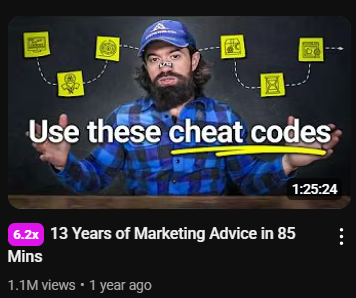 Use these cheat codes
1:25:24
6.2x 13 Years of Marketing Advice in 85
Mins
1.1M views • 1 year ago